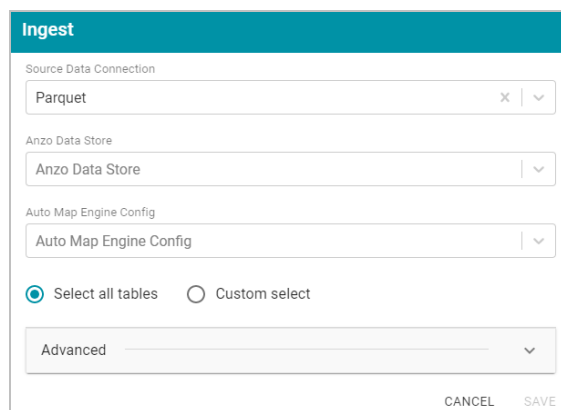 Ingest
Source Data Connection
Parquet
Anzo Data Store
Anzo Data Store
Auto Map Engine Config
Auto Map Engine Config
Select all tables Custom select
Advanced
CANCEL SAVE